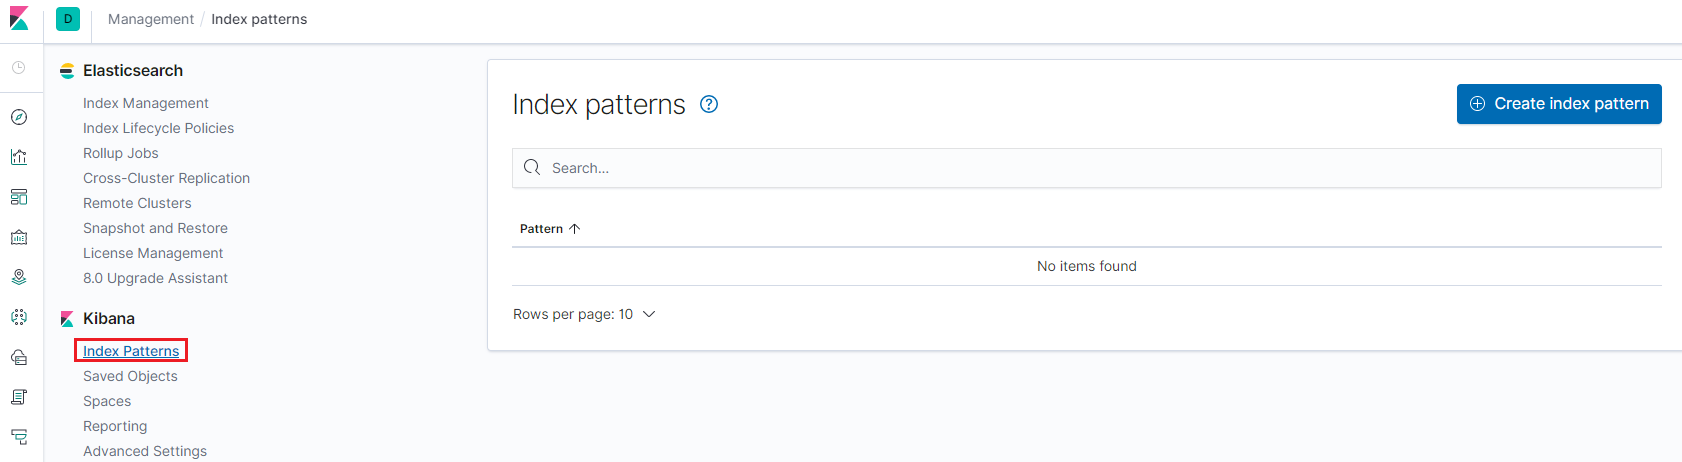 D
Management / Index patterns
Elasticsearch
Index Management
Index Lifecycle Policies
Rollup Jobs
Cross-Cluster Replication
Remote Clusters
Snapshot and Restore
License Management
8.0 Upgrade Assistant
Kibana
Index Patterns
Saved Objects
Spaces
Reporting
Advanced Settings
Index patterns
Create index pattern
Search...
Pattern
No items found
Rows per page: 10